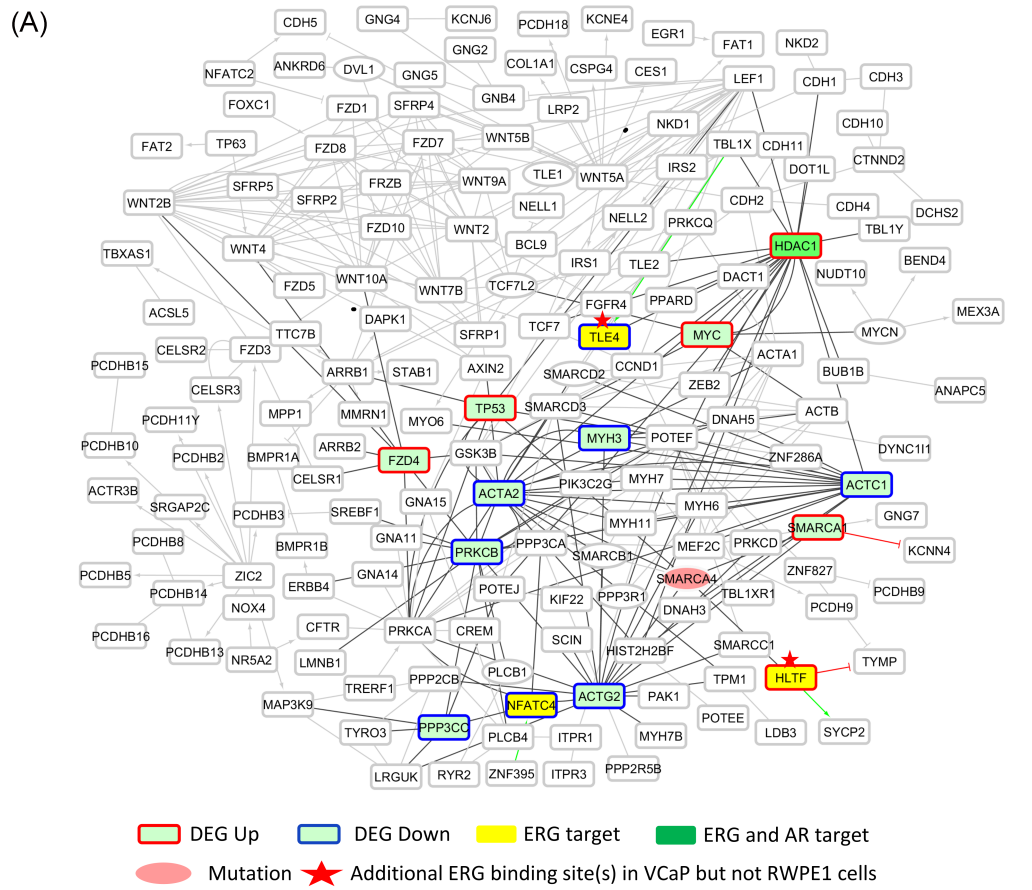 (A)
CDH5
GNG4
KCNJ6
PCDH18
KCNE4
EGR1
FAT1
NKD2
NFATC2
ANKRD6
DVL1
GNG5
GNG2
COL1A1
CSPG4
CES1
LEF1
CDH1
CDH3
FOXC1
FZD1
SFRP4
GNB4
LRP2
NKD1
CDH10
FAT2
TP63
FZD8
FZD7
WNT5B
TBL1X
CDH11
CTNND2
WNT2B
SFRP5
SFRP2
FRZB
WNT9A
TLE1
WNT5A
IRS2
DOT1L
NELL1
NELL2
PRKCQ
CDH2
CDH4
DCHS2
TBXAS1
WNT4
FZD10
WNT2
BCL9
IRS1
TLE2
HDAC1
TBL1Y
BEND4
ACSL5
FZD5
WNT10A
WNT7B
TCF7L2
FGFR4
PPARD
DACT1
NUDT10
MEX3A
TTC7B
DAPK1
SFRP1
TCF7
TLE4
MYC
MYCN
PCDHB15
CELSR2
FZD3
ARRB1
STAB1
AXIN2
SMARCD2
CCND1
ACTA1
BUB1B
ANAPC5
CELSR3
MPP1
MMRN1
MYO6
TP53
SMARCD3
ZEB2
DNAH5
ACTB
PCDH11Y
PCDHB10
PCDHB2
BMPR1A
ARRB2
FZD4
GSK3B
MYH3
POTEF
ZNF286A
DYNC1I1
ACTR3B
SRGAP2C
PCDHB3
CELSR1
SREBF1
GNA15
ACTA2
PIK3C2G
MYH7
MYH6
ACTC1
PCDHB8
BMPR1B
GNA11
PRKCB
PPP3CA
MYH11
SMARCB1
MEF2C
PRKCD
SMARCA1
GNG7
KCNN4
PCDHB5
ZIC2
PCDHB14
ERBB4
GNA14
POTEJ
KIF22
PPP3R1
SMARCA4
TBL1XR1
ZNF827
PCDHB9
PCDHB16
NOX4
PCDHB13
NR5A2
CFTR
LMNB1
PRKCA
CREM
SCIN
DNAH3
HIST2H2BF
SMARCC1
PCDH9
TYMP
MAP3K9
TRERF1
PPP2CB
PLCB1
NFATC4
ACTG2
PAK1
TPM1
HLTF
TYRO3
PPP3CC
PLCB4
ITPR1
MYH7B
POTEE
LDB3
SYCP2
LRGUK
RYR2
ZNF395
ITPR3
PPP2R5B
DEG Up
DEG Down
ERG target
ERG and AR target
Mutation
Additional ERG binding site(s) in VCaP but not RWPE1 cells